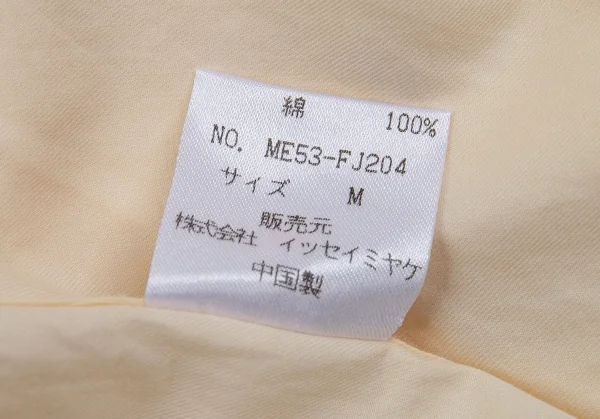 綿 100%
NO. ME53-FJ204
サイズ M
販売元
株式会社 イッセイミヤケ
中国製